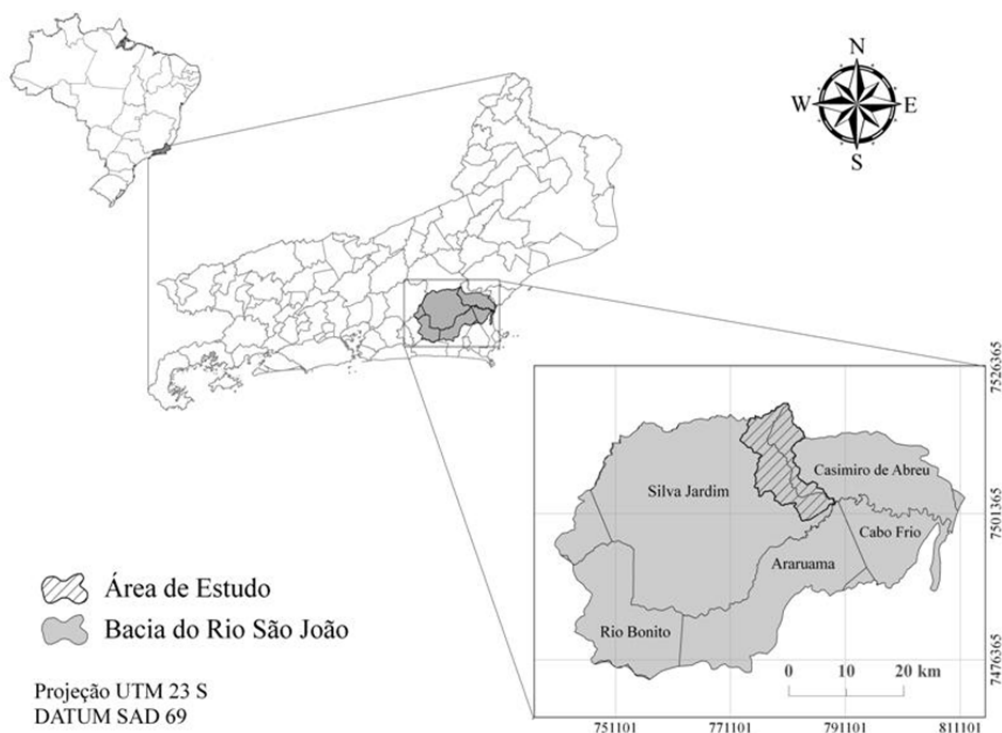 N
W E
S
7526365
Casimiro de Abreu
Silva Jardim
7501365
Cabo Frio
Araruama
Área de Estudo
Rio Bonito
Bacia do Rio São João
0 10 20 km
7476365
Projeção UTM 23 S
DATUM SAD 69
751101 771101 791101 811101